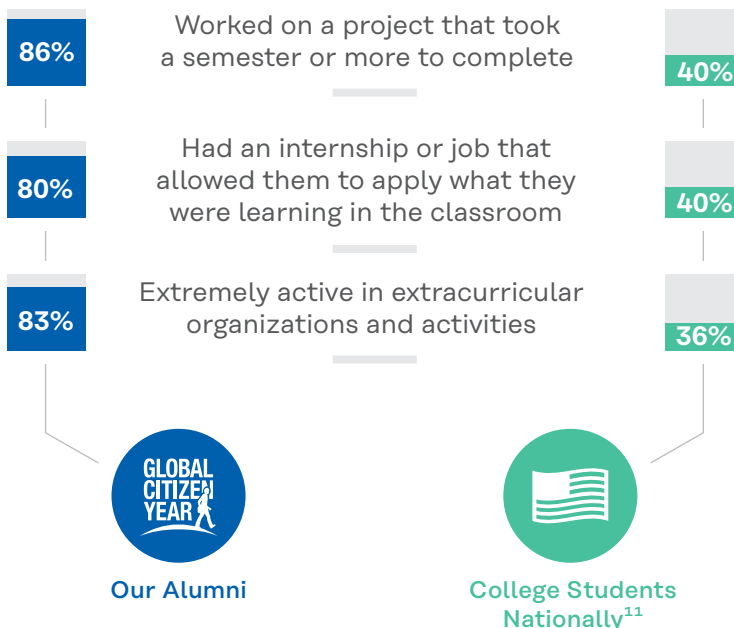 86%
Worked on a project that took
a semester or more to complete
40%
80%
Had an internship or job that
allowed them to apply what they
were learning in the classroom
40%
83%
Extremely active in extracurricular
organizations and activities
36%
GLOBAL
CITIZEN
YEAR
Our Alumni
College Students
Nationally¹¹